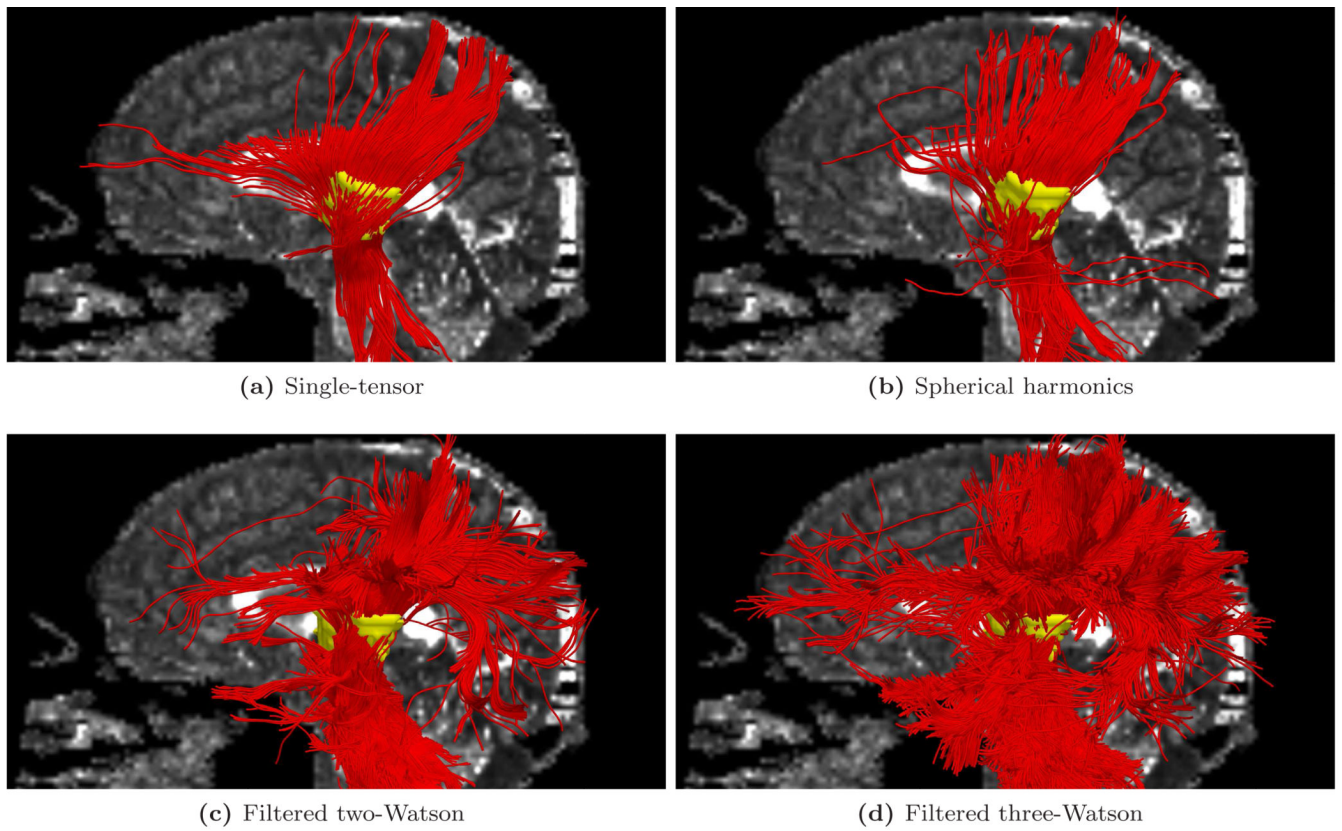 (a) Single-tensor
(b) Spherical harmonics
(c) Filtered two-Watson
(d) Filtered three-Watson